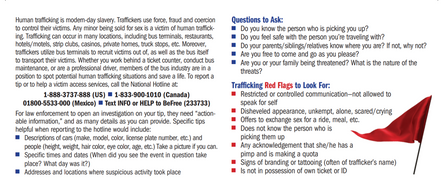 Human trafficking is modern-day slavery. Traffickers use force, fraud and coercion
to control their victims. Any minor being sold for sex is a victim of human traffick-
ing. Trafficking can occur in many locations, including bus terminals, restaurants,
hotels/motels, strip clubs, casinos, private homes, truck stops, etc. Moreover,
traffickers utilize bus terminals to recruit victims out of, as well as the bus itself
to transport their victims. Whether you work behind a ticket counter, conduct bus
maintenance, or are a professional driver, members of the bus industry are in a
position to spot potential human trafficking situations and save a life. To report a
tip or to help a victim access services, call the National Hotline at:
1-888-3737-888 (US) ■ 1-833-900-1010 (Canada)
01800-5533-000 (Mexico) ■ Text INFO or HELP to BeFree (233733)
For law enforcement to open an investigation on your tip, they need "action-
able information," and as many details as you can provide. Specific tips
helpful when reporting to the hotline would include:
■ Descriptions of cars (make, model, color, license plate number, etc.) and
people (height, weight, hair color, eye color, age, etc.) Take a picture if you can.
■ Specific times and dates (When did you see the event in question take
place? What day was it?)
■ Addresses and locations where suspicious activity took place
Questions to Ask:
■ Do you know the person who is picking you up?
■ Do you feel safe with the person you're traveling with?
■ Do your parents/siblings/relatives know where you are? If not, why not?
■ Are you free to come and go as you please?
■ Are you or your family being threatened? What is the nature of the
threats?
Trafficking Red Flags to Look For:
■ Restricted or controlled communication—not allowed to
speak for self
■ Disheveled appearance, unkempt, alone, scared/crying
■ Offers to exchange sex for a ride, meal, etc.
■ Does not know the person who is
picking them up
■ Any acknowledgement that she/he has a
pimp and is making a quota
■ Signs of branding or tattooing (often of trafficker's name)
■ Is not in possession of own ticket or ID